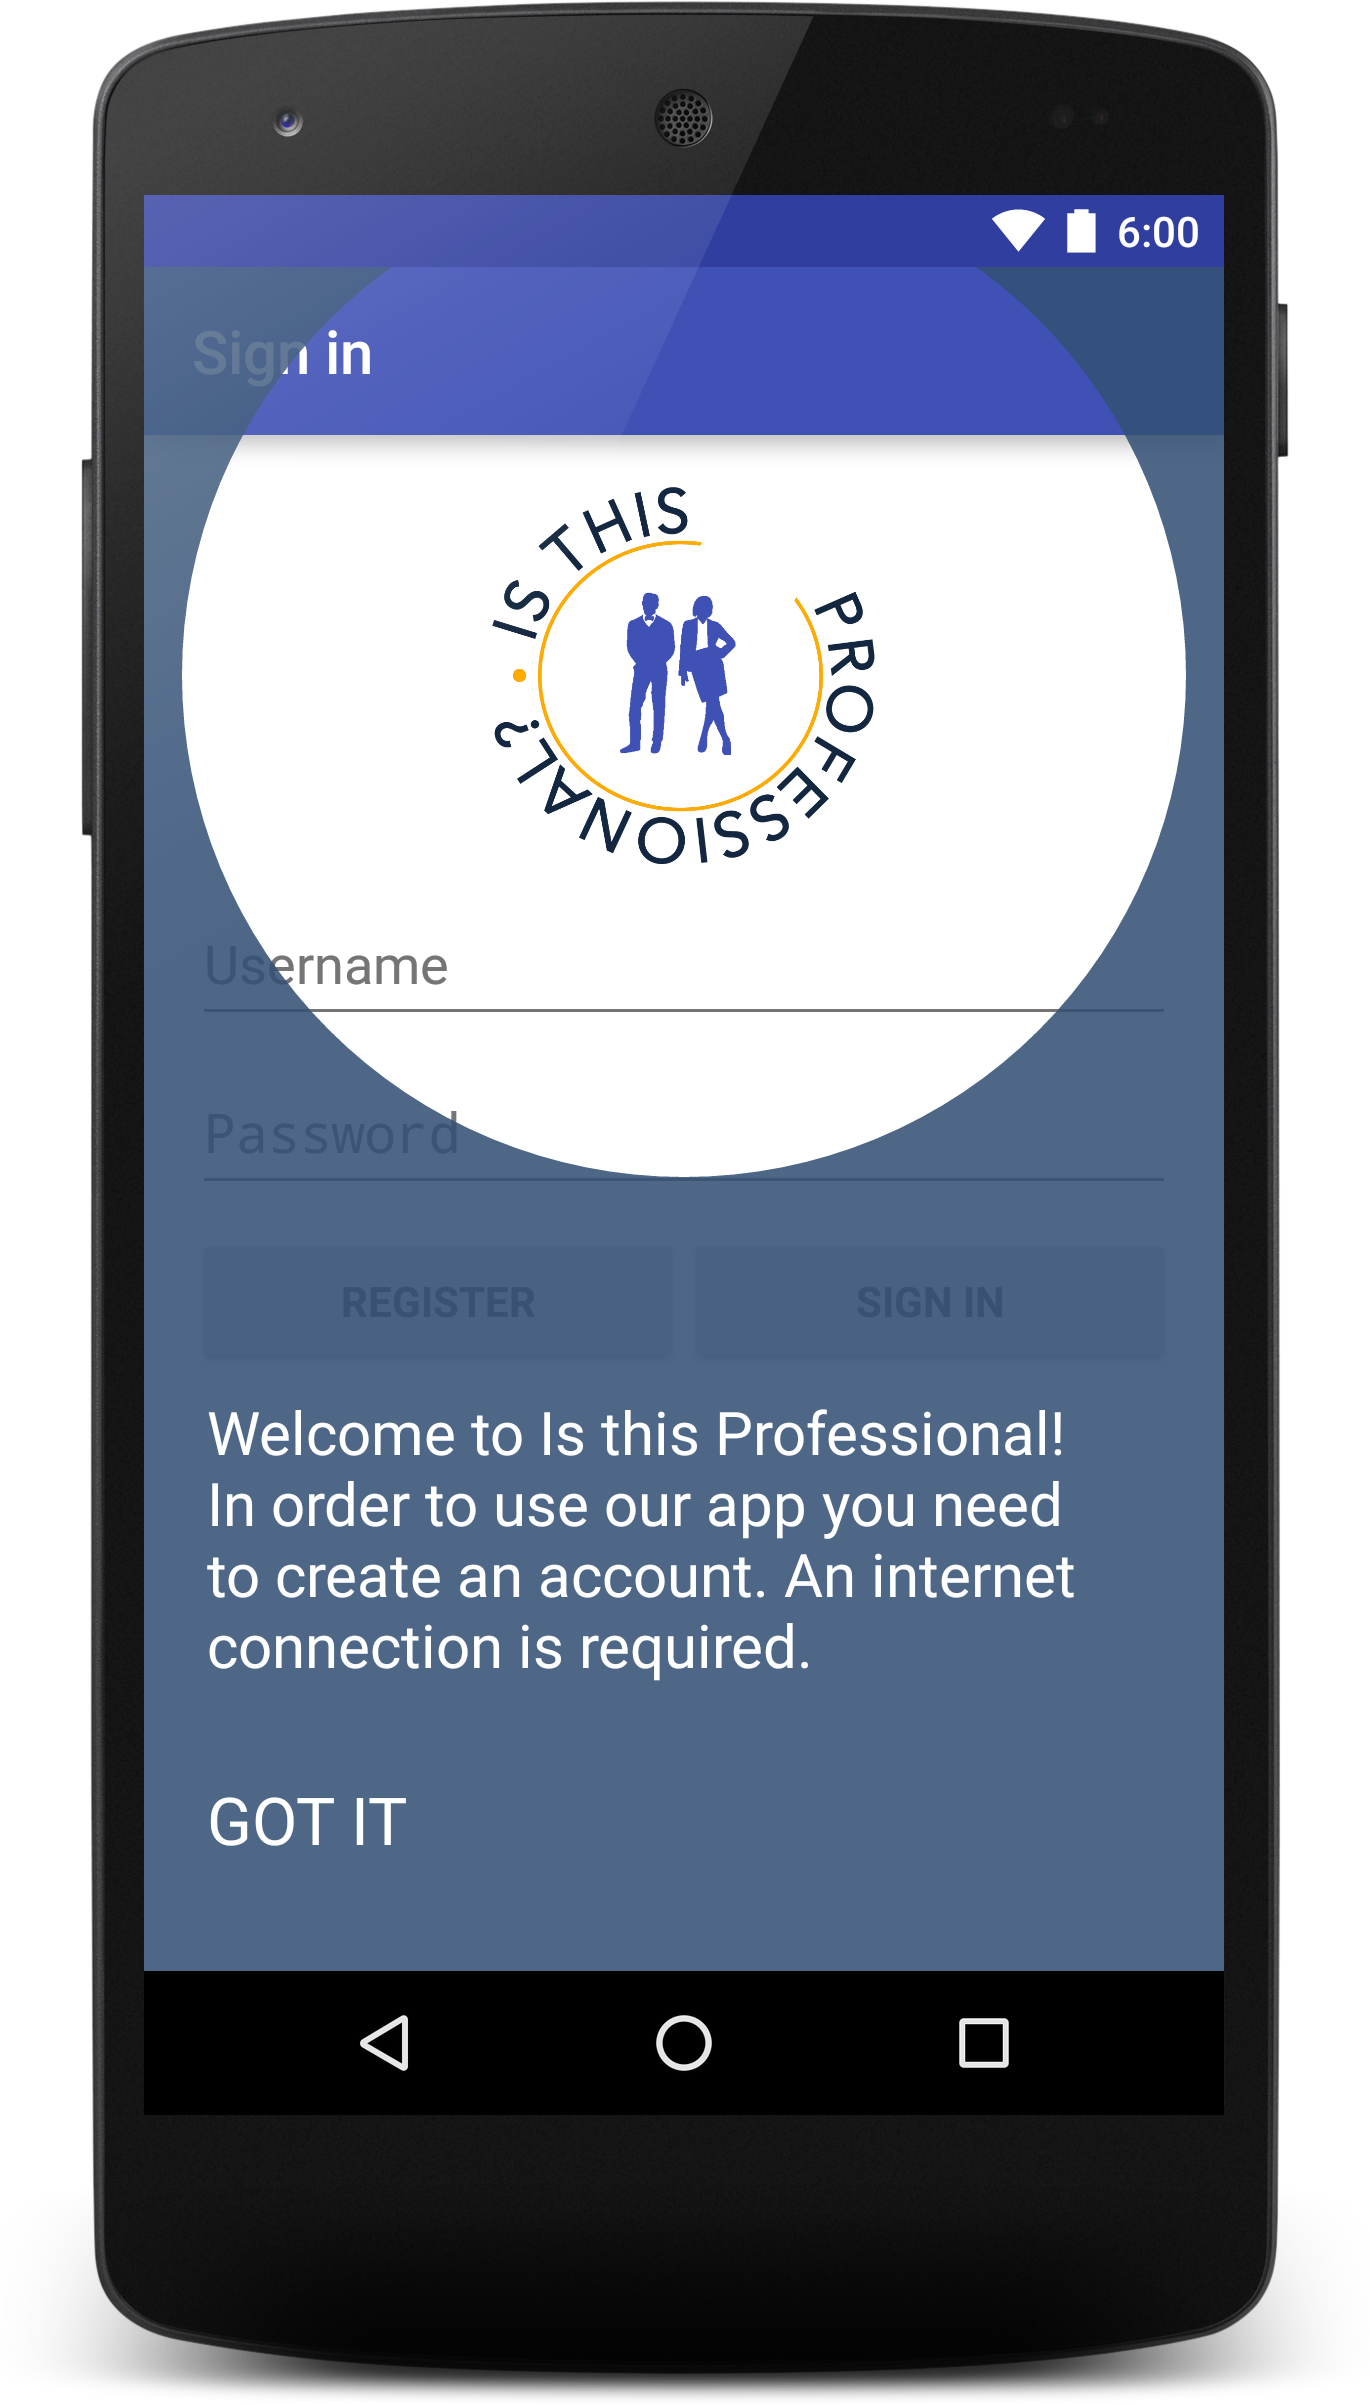 6:00
Sign in
IS THIS PROFESSIONAL?
Username
Password
REGISTER SIGN IN
Welcome to Is this Professional!
In order to use our app you need
to create an account. An internet
connection is required.
GOT IT